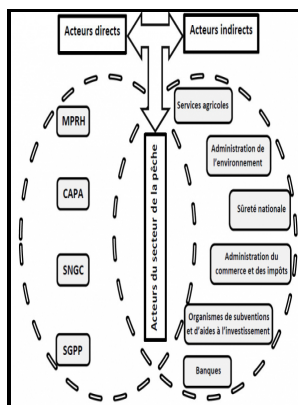 Acteurs directs
Acteurs indirects
MPRH
CAPA
SNGC
SGPP
Acteurs du secteur de la pêche
Services agricoles
Administration de
l'environnement
Sûreté nationale
Administration du
commerce et des impôts
Organismes de subventions
et d'aides à l'investissement
Banques